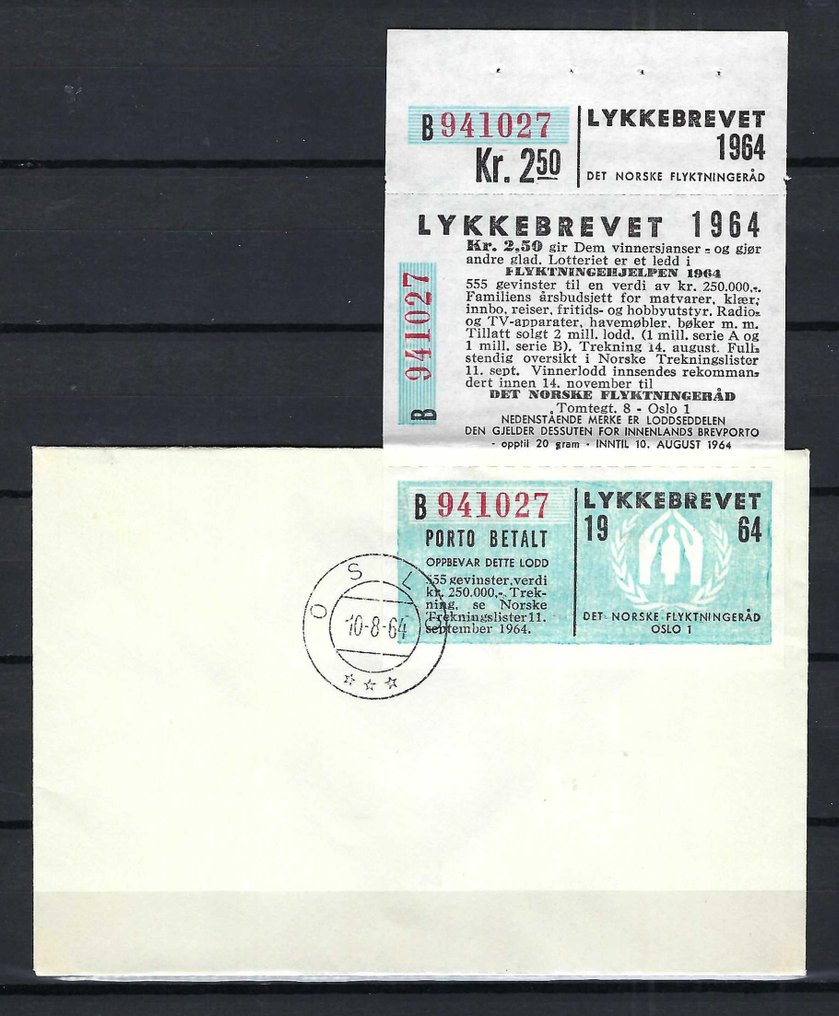 B 941027
Kr. 2.50
LYKKEBREVET
1964
DET NORSKE FLYKTNINGERÅD
LYKKEBREVET 1964
Kr. 2,50 gir Dem vinnersjanser - og gjør
andre glad. Lotteriet er et ledd i
FLYKTNINGEHJELPEN 1964
555 gevinster til en verdi av kr. 250.000,-.
Familiens årsbudsjett for matvarer, klær,
innbo, reiser, fritids- og hobbyutstyr. Radio-
og TV-apparater, havemøbler, bøker m. m.
Tillatt solgt 2 mill. lodd. (1 mill. serie A og
1 mill. serie B). Trekning 14. august. Full-
stendig oversikt i Norske Trekningslister
11. sept. Vinnerlodd innsendes rekomman-
dert innen 14. november til
DET NORSKE FLYKTNINGERÅD
Tomtegt. 8 - Oslo 1
NEDENSTÅENDE MERKE ER LODDSEDDELEN
DEN GJELDER DESSUTEN FOR INNENLANDS BREVPORTO
- opptil 20 gram - INNTIL 10. AUGUST 1964
B 941027
B 941027
PORTO BETALT
OPPBEVAR DETTE LODD
555 gevinster, verdi
kr. 250.000,-. Trek-
ning, se Norske
Trekningslister 11.
september 1964.
LYKKEBREVET
19 64
DET NORSKE FLYKTNINGERÅD
OSLO 1
OSLO
10-8-64